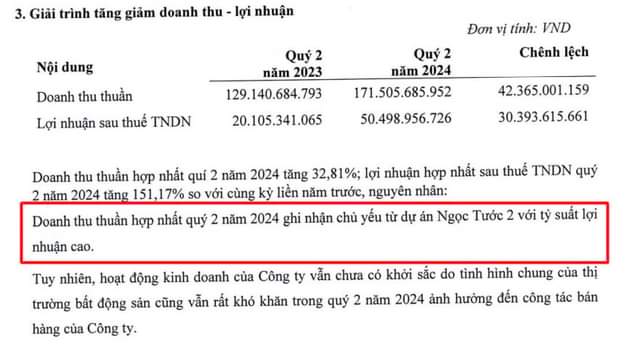 3. Giải trình tăng giảm doanh thu - lợi nhuận
Đơn vị tính: VND
Nội dung Quý 2 năm 2023 Quý 2 năm 2024 Chênh lệch
Doanh thu thuần 129.140.684.793 171.505.685.952 42.365.001.159
Lợi nhuận sau thuế TNDN 20.105.341.065 50.498.956.726 30.393.615.661
Doanh thu thuần hợp nhất quí 2 năm 2024 tăng 32,81%; lợi nhuận hợp nhất sau thuế TNDN quý
2 năm 2024 tăng 151,17% so với cùng kỳ liền năm trước, nguyên nhân:
Doanh thu thuần hợp nhất quý 2 năm 2024 ghi nhận chủ yếu từ dự án Ngọc Tước 2 với tỷ suất lợi
nhuận cao.
Tuy nhiên, hoạt động kinh doanh của Công ty vẫn chưa có khởi sắc do tình hình chung của thị
trường bất động sản cũng vẫn rất khó khăn trong quý 2 năm 2024 ảnh hưởng đến công tác bán
hàng của Công ty.